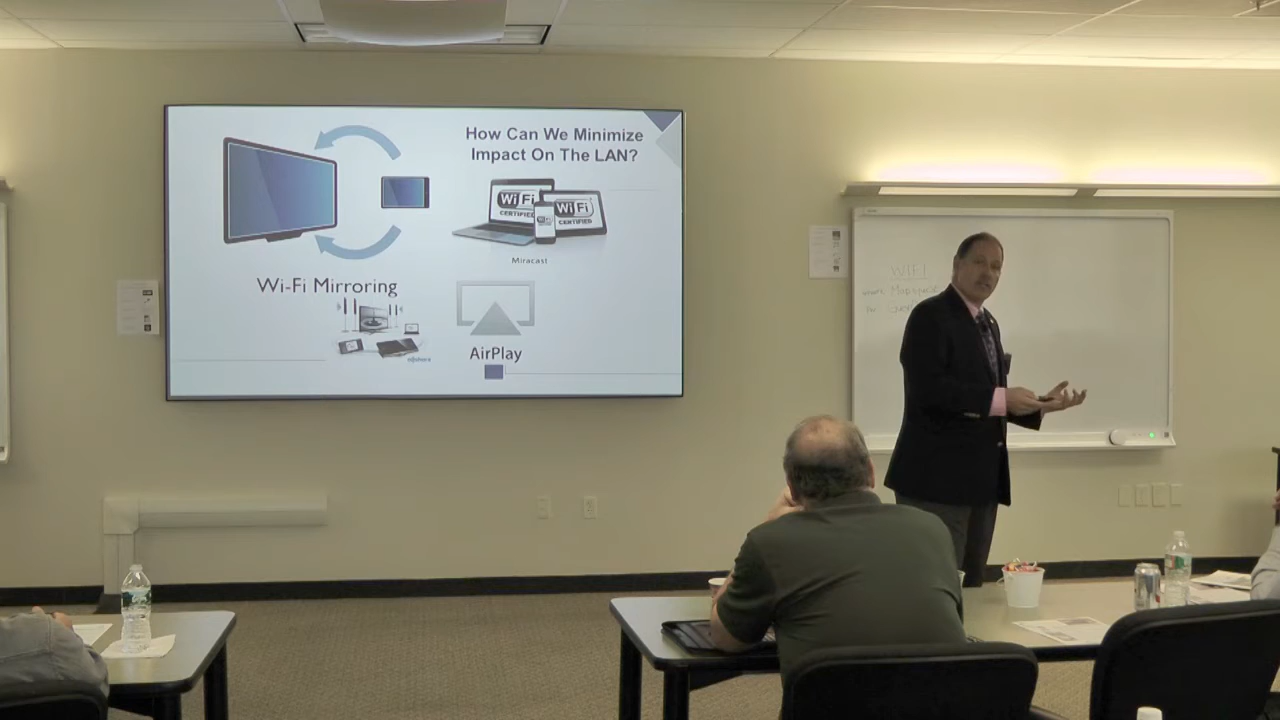 How Can We Minimize
Impact On The LAN?
Wi Fi
CERTIFIED
Wi Fi
CERTIFIED
Miracast
Wi-Fi Mirroring
AirPlay
WIFI